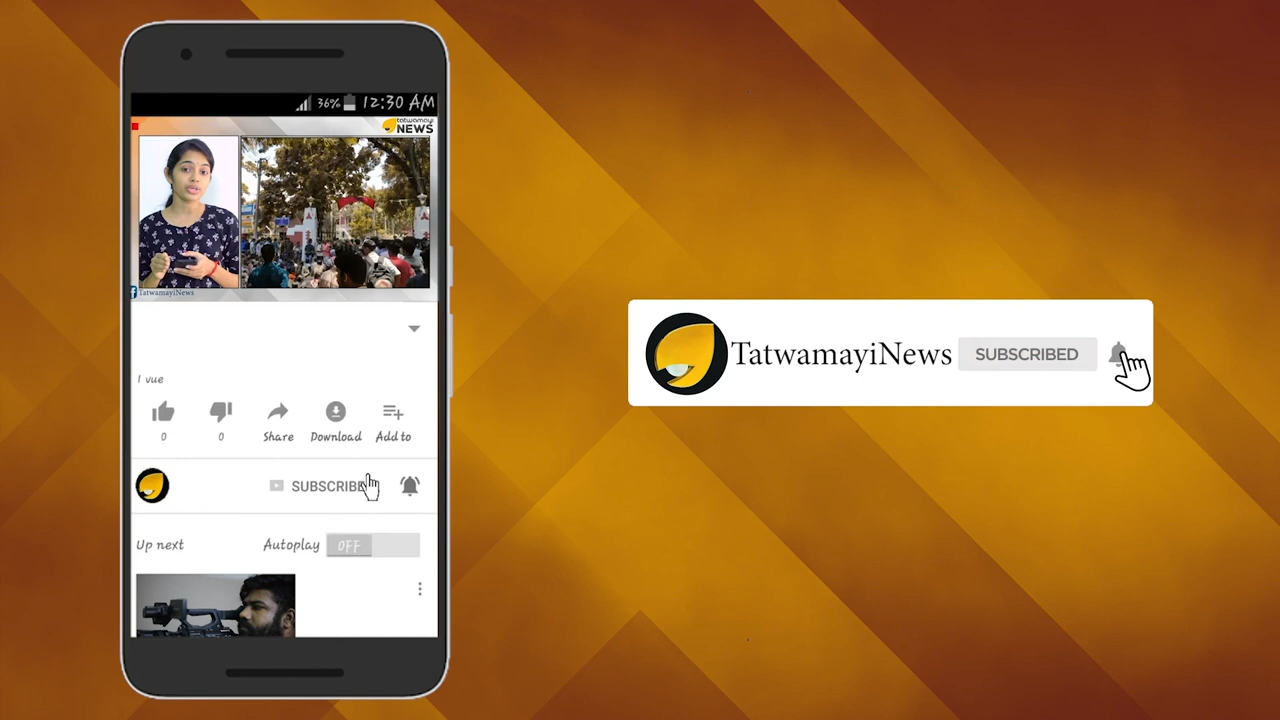 36% 12:30 AM
tatwamayi
NEWS
TatwamayiNews
1 vue
0 0 Share Download Add to
SUBSCRIBE
Up next Autoplay OFF
TatwamayiNews SUBSCRIBED